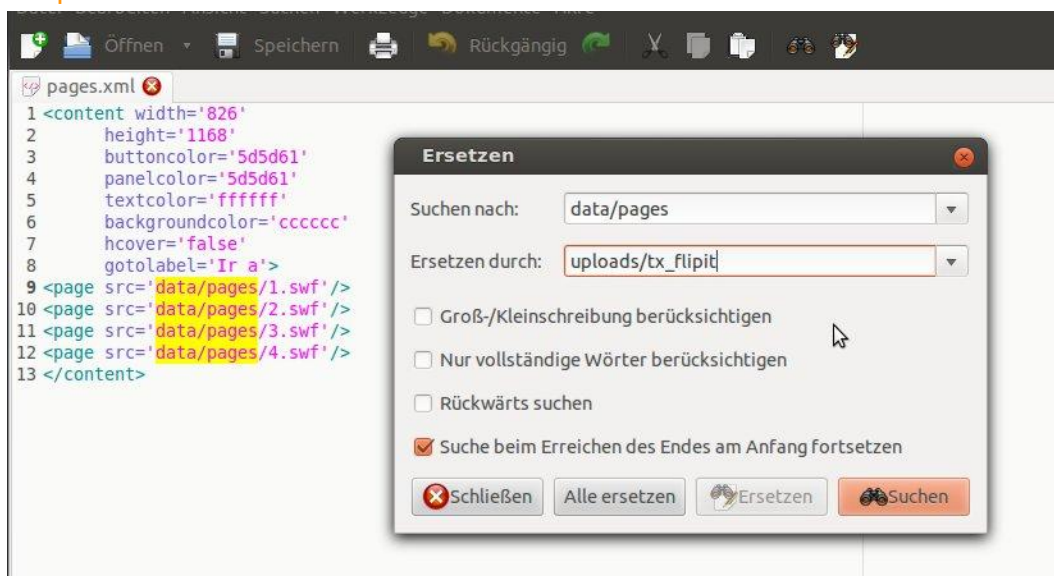 Öffnen Speichern Rückgängig
pages.xml
1 <content width='826'
2 height='1168'
3 buttoncolor='5d5d61'
4 panelcolor='5d5d61'
5 textcolor='ffffff'
6 backgroundcolor='cccccc'
7 hcover='false'
8 gotolabel='Ir a'>
9 <page src='data/pages/1.swf'/>
10 <page src='data/pages/2.swf'/>
11 <page src='data/pages/3.swf'/>
12 <page src='data/pages/4.swf'/>
13 </content>
Ersetzen
Suchen nach: data/pages
Ersetzen durch: uploads/tx_flipit
Groß-/Kleinschreibung berücksichtigen
Nur vollständige Wörter berücksichtigen
Rückwärts suchen
Suche beim Erreichen des Endes am Anfang fortsetzen
Schließen Alle ersetzen Ersetzen Suchen